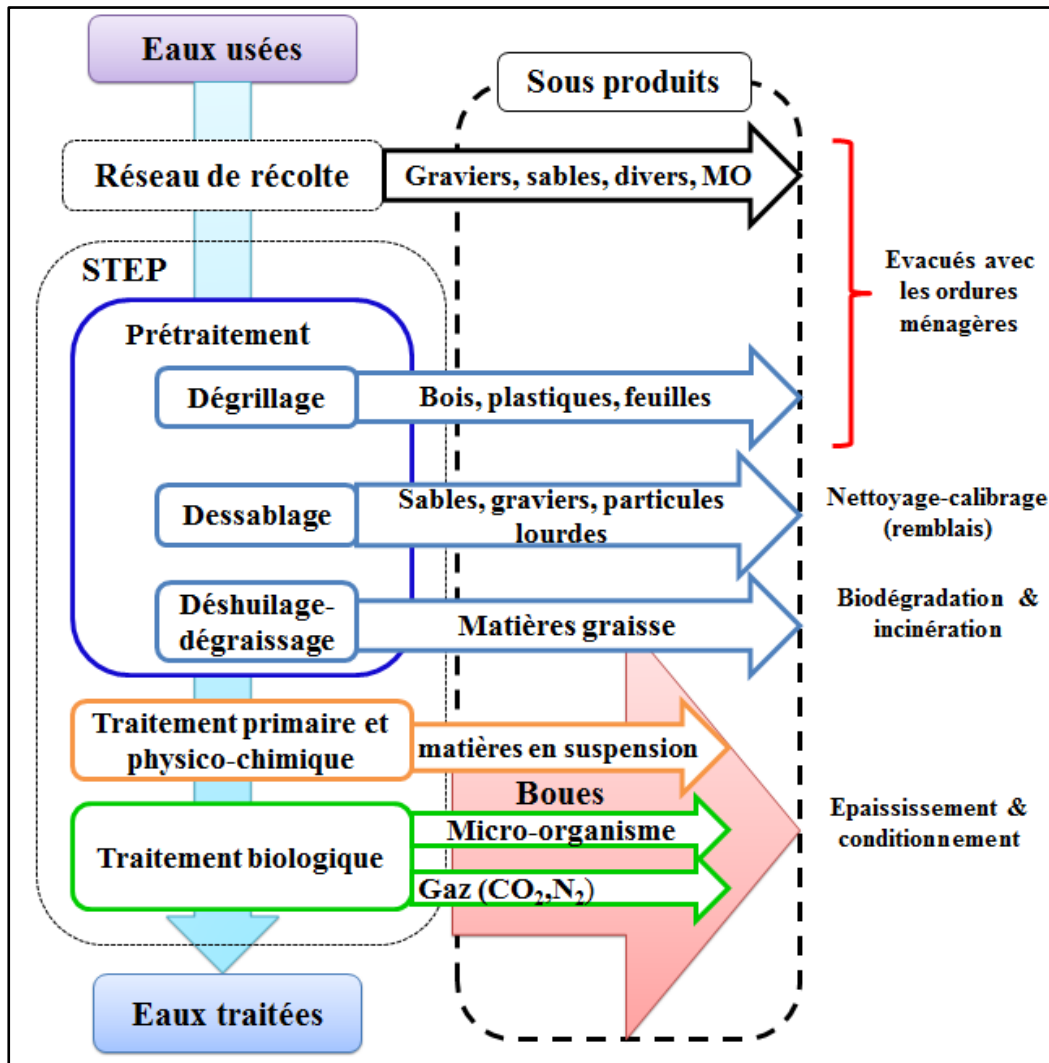 Eaux usées
Sous produits
Réseau de récolte
Graviers, sables, divers, MO
Evacués avec
les ordures
ménagères
STEP
Prétraitement
Dégrillage
Bois, plastiques, feuilles
Dessablage
Sables, graviers, particules
lourdes
Nettoyage-calibrage
(remblais)
Déshuilage-
dégraissage
Matières graisse
Biodégradation &
incinération
Traitement primaire et
physico-chimique
matières en suspension
Boues
Micro-organisme
Epaississement &
conditionnement
Traitement biologique
Gaz (CO₂,N₂)
Eaux traitées